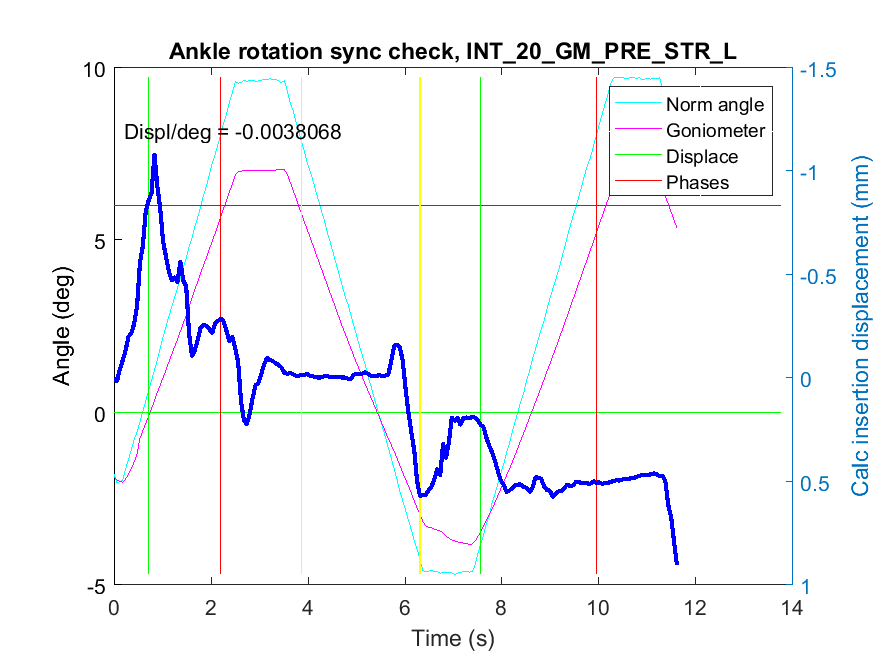 Ankle rotation sync check, INT_20_GM_PRE_STR_L
10
-1.5
Norm angle
Goniometer
Displace
Phases
Displ/deg = -0.0038068
-1
5
-0.5
Angle (deg)
Calc insertion displacement (mm)
0
0
0.5
-5
1
0
2
4
6
8
10
12
14
Time (s)